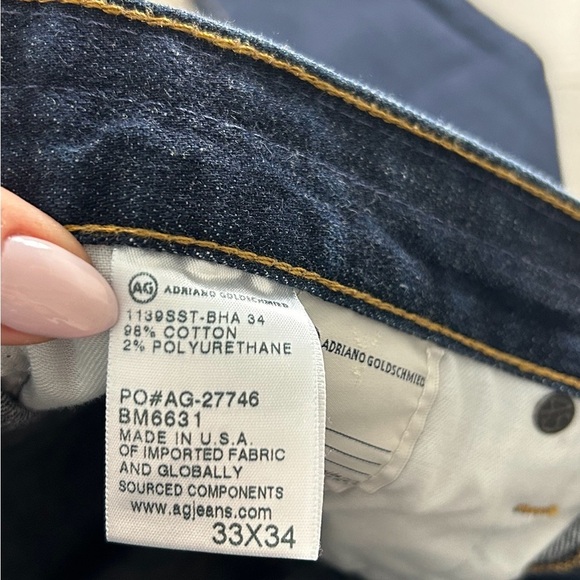 AG ADRIANO GOLDSCHMIED
1139SST-BHA 34
98% COTTON
2% POLYURETHANE
PO#AG-27746
BM6631
MADE IN U.S.A.
OF IMPORTED FABRIC
AND GLOBALLY
SOURCED COMPONENTS
www.agjeans.com
33X34
ADRIANO GOLDSCHMIED